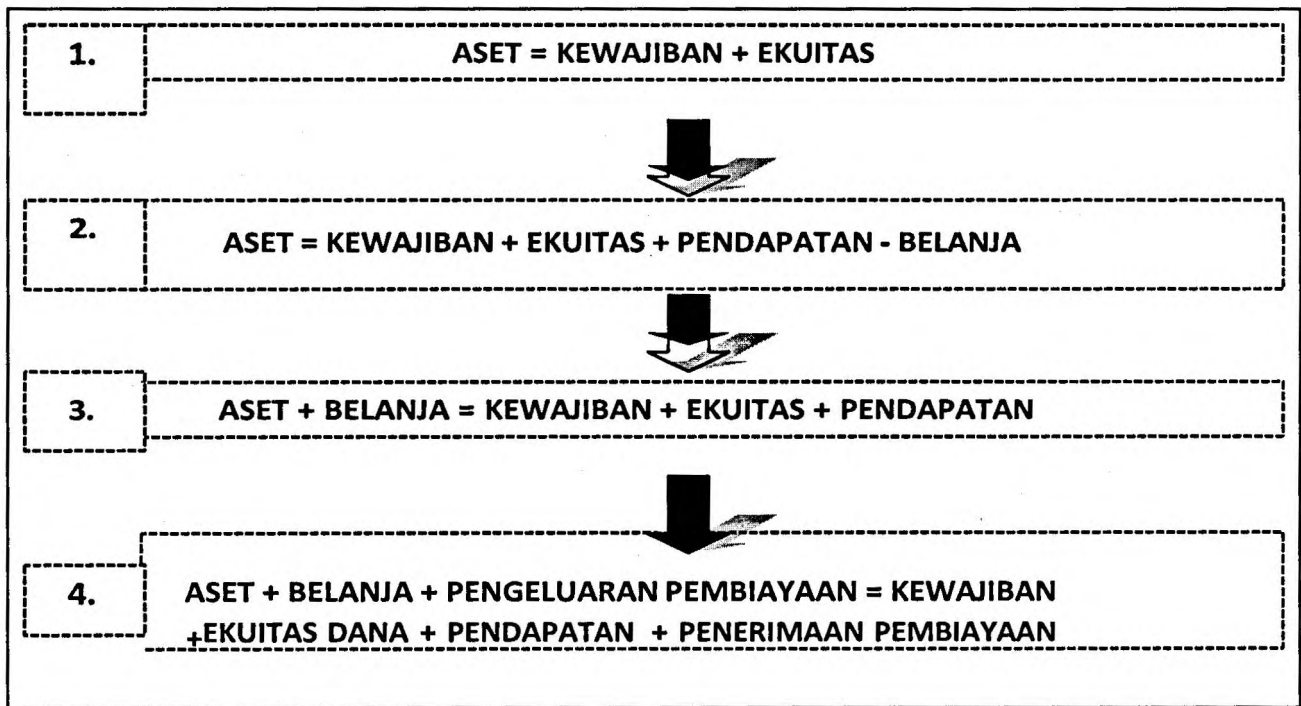 1. ASET = KEWAJIBAN + EKUITAS
2. ASET = KEWAJIBAN + EKUITAS + PENDAPATAN - BELANJA
3. ASET + BELANJA = KEWAJIBAN + EKUITAS + PENDAPATAN
4. ASET + BELANJA + PENGELUARAN PEMBIAYAAN = KEWAJIBAN
+EKUITAS DANA + PENDAPATAN + PENERIMAAN PEMBIAYAAN